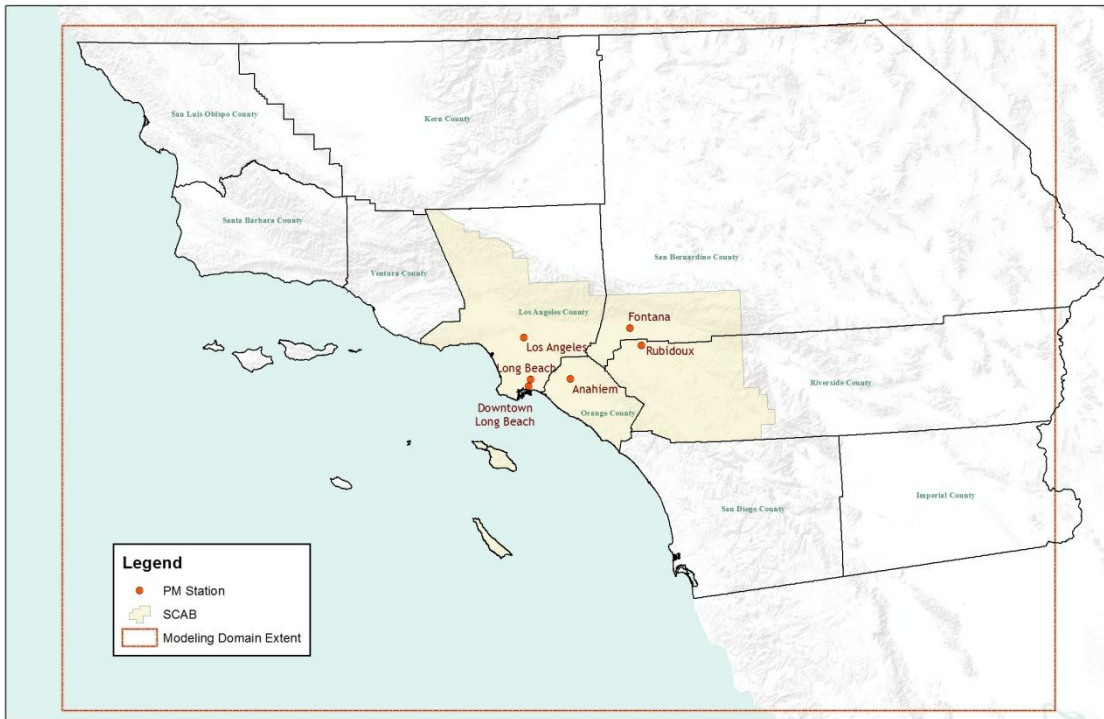 San Luis Obispo County
Kern County
Santa Barbara County
Ventura County
San Bernardino County
Los Angeles County
Fontana
Los Angeles
Rubidoux
Riverside County
Long Beach
Anahiem
Downtown
Long Beach
Orange County
San Diego County
Imperial County
Legend
PM Station
SCAB
Modeling Domain Extent